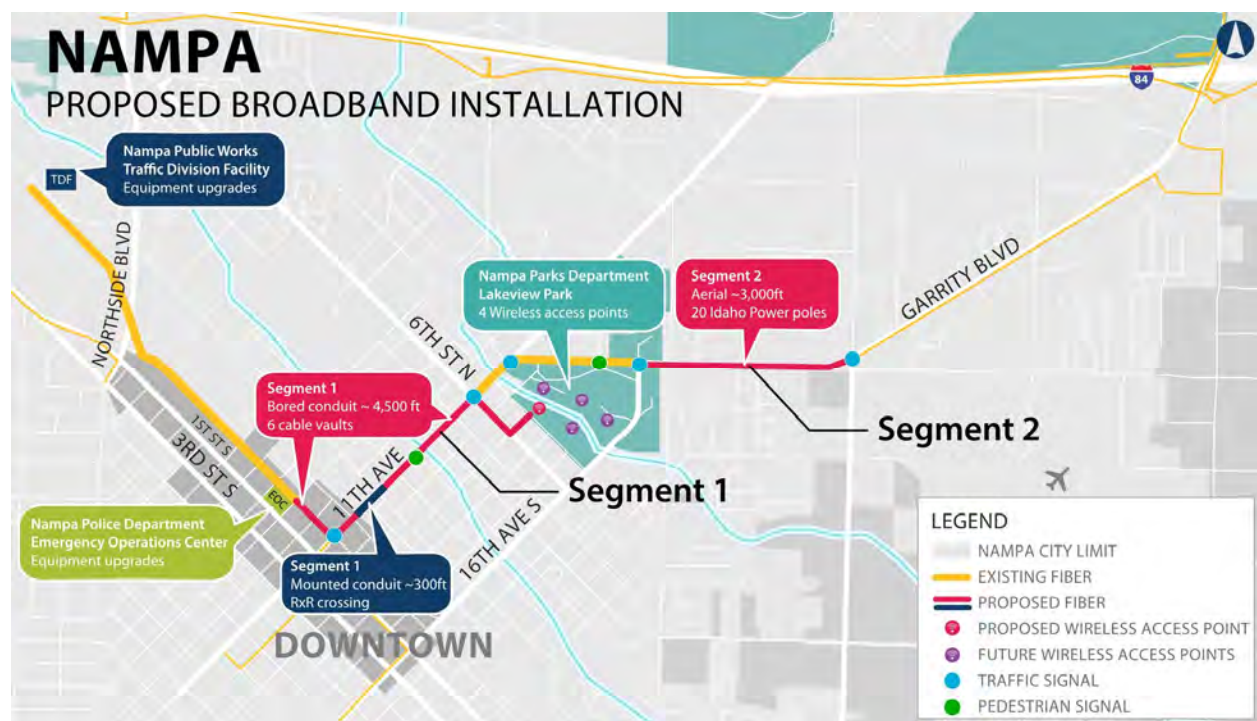 NAMPA
PROPOSED BROADBAND INSTALLATION
84
Nampa Public Works
Traffic Division Facility
Equipment upgrades
TDF
NORTHSIDE BLVD
GARRITY BLVD
Nampa Parks Department
Lakeview Park
4 Wireless access points
Segment 2
Aerial ~3,000ft
20 Idaho Power poles
6TH ST N
Segment 1
Bored conduit ~ 4,500 ft
6 cable vaults
1ST ST S
3RD ST S
11TH AVE
Segment 2
Segment 1
EOC
Nampa Police Department
Emergency Operations Center
Equipment upgrades
16TH AVE S
Segment 1
Mounted conduit ~300ft
RxR crossing
DOWNTOWN
LEGEND
NAMPA CITY LIMIT
EXISTING FIBER
PROPOSED FIBER
PROPOSED WIRELESS ACCESS POINT
FUTURE WIRELESS ACCESS POINTS
TRAFFIC SIGNAL
PEDESTRIAN SIGNAL